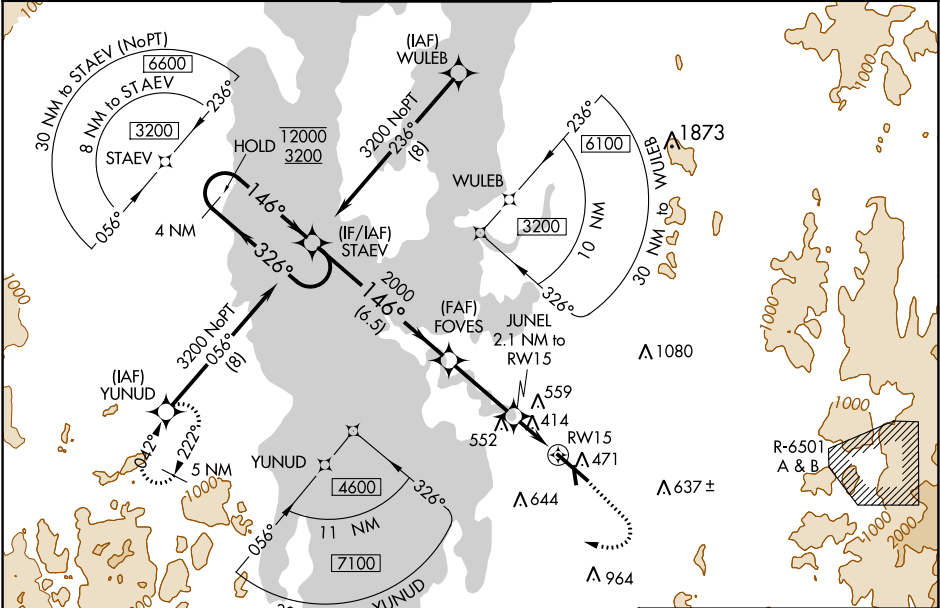 30 NM to STAEV (NoPT)
6600
8 NM to STAEV
3200
STAEV
236°
056°
HOLD
12000
3200
4 NM
146°
326°
(IF/IAF)
STAEV
(IAF)
WULEB
3200 NoPT
236°
(8)
236°
6100
1873
WULEB
3200
10 NM
30 NM to WULEB
326°
2000
146°
(6.5)
(FAF)
FOVES
JUNEL
2.1 NM to
RW15
1080
559
414
552
RW15
471
644
637 ±
964
1000
3200 NoPT
056°
(8)
(IAF)
YUNUD
042°
222°
5 NM
1000
YUNUD
4600
11 NM
7100
326°
056°
YUNUD
1000
1000
R-6501
A & B
1000
2000